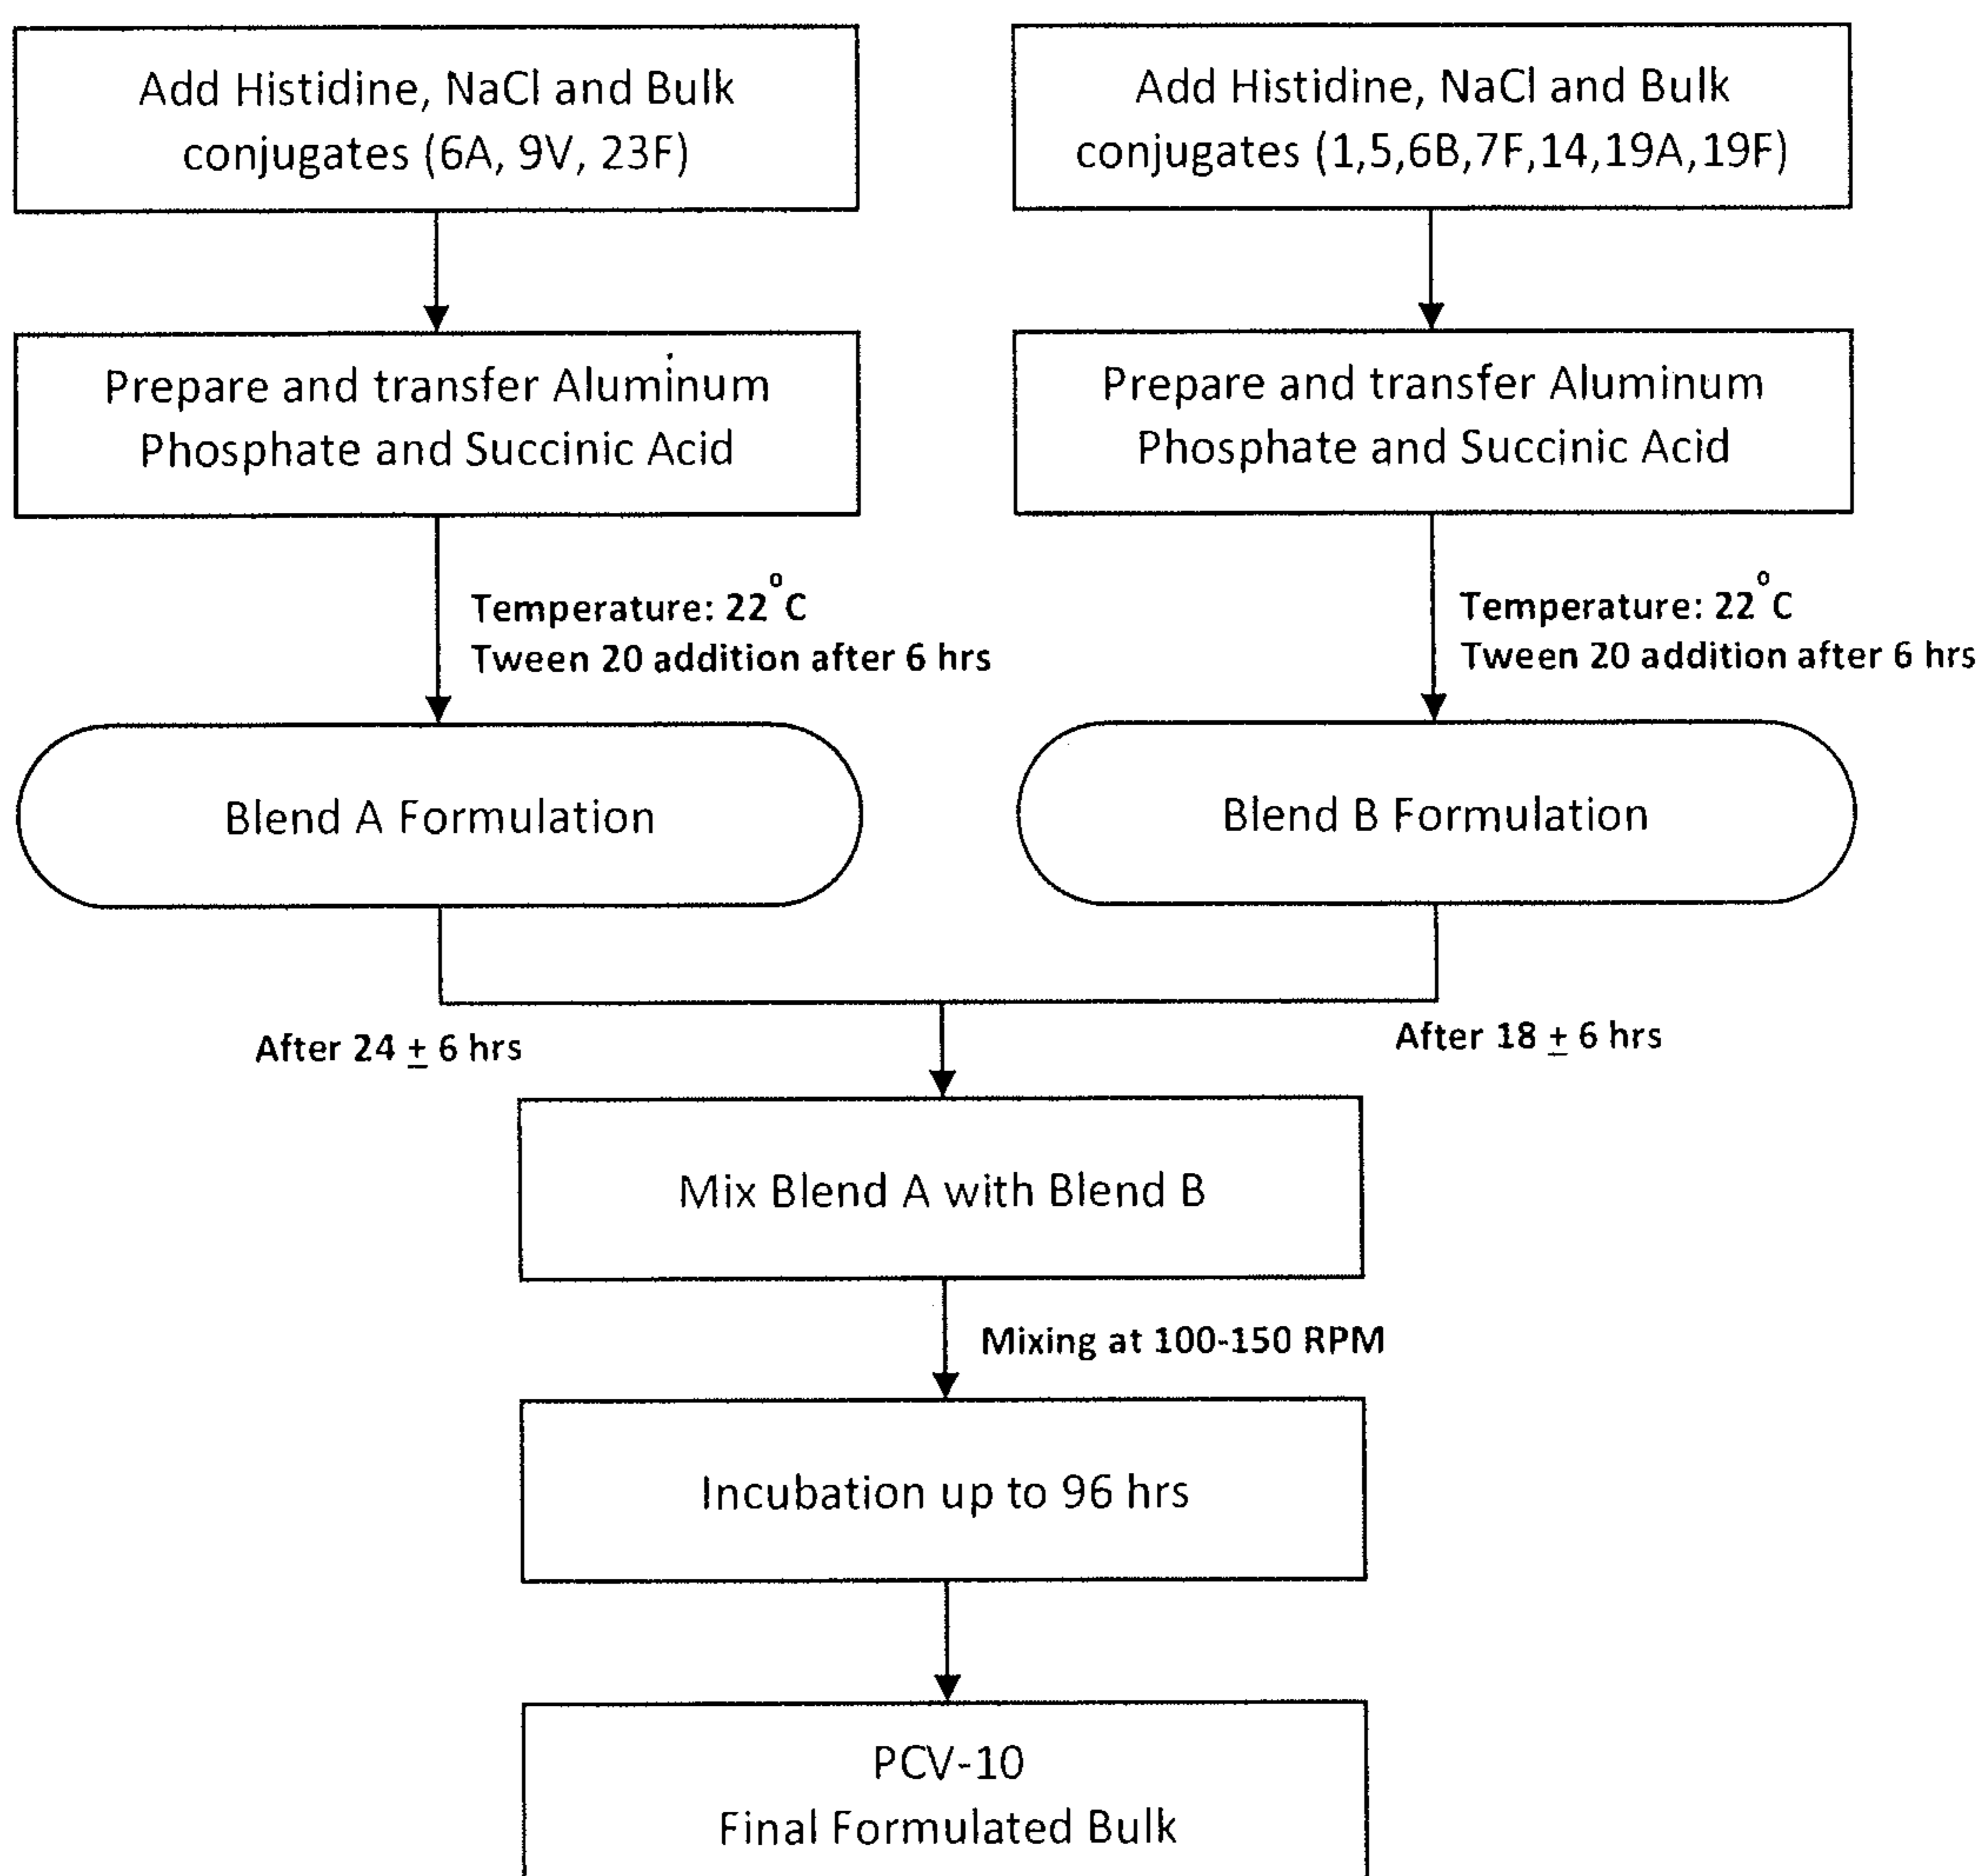 Add Histidine, NaCl and Bulk
conjugates (6A, 9V, 23F)
Add Histidine, NaCl and Bulk
conjugates (1,5,6B,7F,14,19A,19F)
Prepare and transfer Aluminum
Phosphate and Succinic Acid
Prepare and transfer Aluminum
Phosphate and Succinic Acid
Temperature: 22°C
Tween 20 addition after 6 hrs
Temperature: 22°C
Tween 20 addition after 6 hrs
Blend A Formulation
Blend B Formulation
After 24 ± 6 hrs
After 18 ± 6 hrs
Mix Blend A with Blend B
Mixing at 100-150 RPM
Incubation up to 96 hrs
PCV-10
Final Formulated Bulk